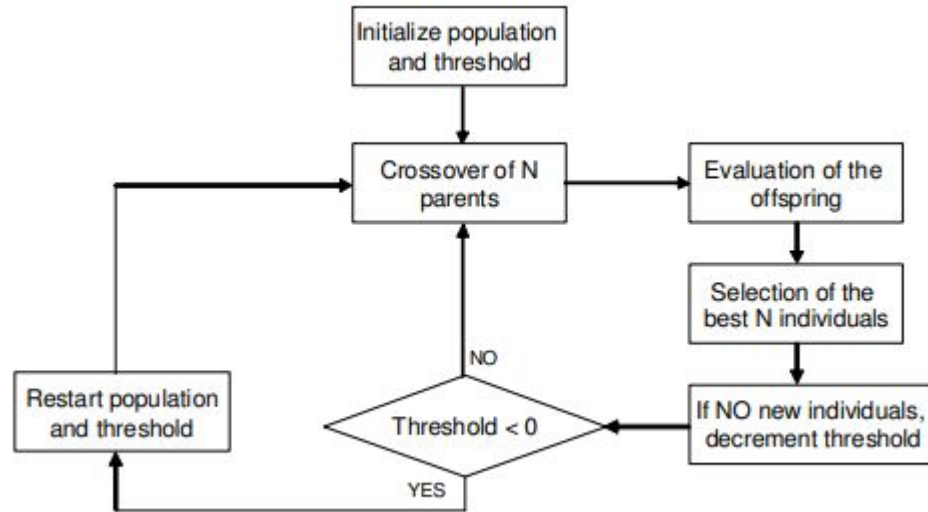 Initialize population
and threshold
Crossover of N
parents
Evaluation of the
offspring
Selection of the
best N individuals
If NO new individuals,
decrement threshold
Threshold < 0
NO
YES
Restart population
and threshold